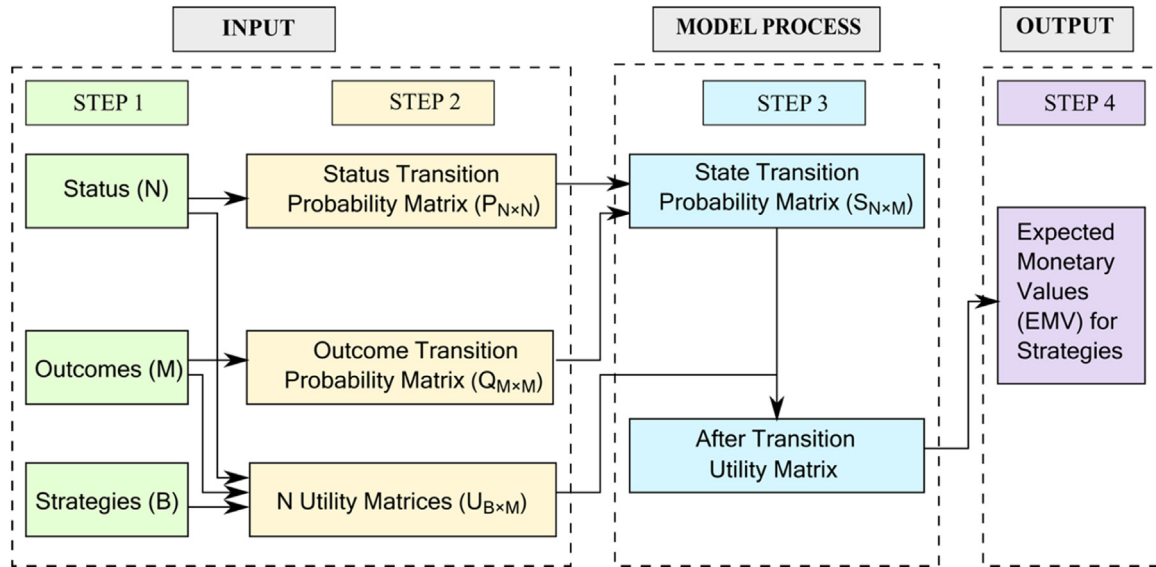 INPUT
MODEL PROCESS
OUTPUT
STEP 1
STEP 2
STEP 3
STEP 4
Status (N)
Status Transition
Probability Matrix (PN×N)
State Transition
Probability Matrix (SN×M)
Expected
Monetary
Values
(EMV) for
Strategies
Outcomes (M)
Outcome Transition
Probability Matrix (QM×M)
After Transition
Utility Matrix
Strategies (B)
N Utility Matrices (UB×M)